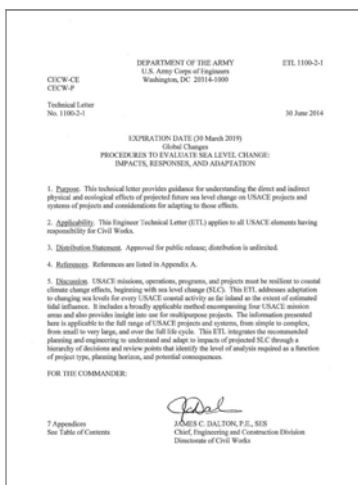 DEPARTMENT OF THE ARMY ETL 1100-2-1
U.S. Army Corps of Engineers
CECW-CE Washington, DC 20314-1000
CECW-P
Technical Letter
No. 1100-2-1 30 June 2014
EXPIRATION DATE (30 March 2019)
Global Changes
PROCEDURES TO EVALUATE SEA LEVEL CHANGE:
IMPACTS, RESPONSES, AND ADAPTATION
1. Purpose. This technical letter provides guidance for understanding the direct and indirect
physical and ecological effects of projected future sea level change on USACE projects and
systems of projects and considerations for adapting to those effects.
2. Applicability. This Engineer Technical Letter (ETL) applies to all USACE elements having
responsibility for Civil Works.
3. Distribution Statement. Approved for public release; distribution is unlimited.
4. References. References are listed in Appendix A.
5. Discussion. USACE missions, operations, programs, and projects must be resilient to coastal
climate change effects, beginning with sea level change (SLC). This ETL addresses adaptation
to changing sea levels for every USACE coastal activity as far inland as the extent of estimated
tidal influence. It includes a broadly applicable method encompassing four USACE mission
areas and also provides insight into use for multipurpose projects. The information presented
here is applicable to the full range of USACE projects and systems, from simple to complex,
from small to very large, and over the full life cycle. This ETL integrates the recommended
planning and engineering to understand and adapt to impacts of projected SLC through a
hierarchy of decisions and review points that identify the level of analysis required as a function
of project type, planning horizon, and potential consequences.
FOR THE COMMANDER:
7 Appendices JAMES C. DALTON, P.E., SES
See Table of Contents Chief, Engineering and Construction Division
Directorate of Civil Works